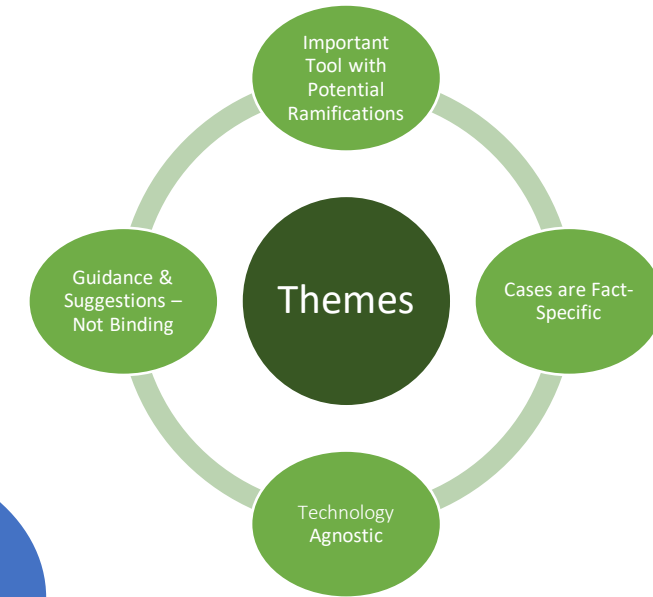 Important
Tool with
Potential
Ramifications
Guidance &
Suggestions –
Not Binding
Themes
Cases are Fact-
Specific
Technology
Agnostic